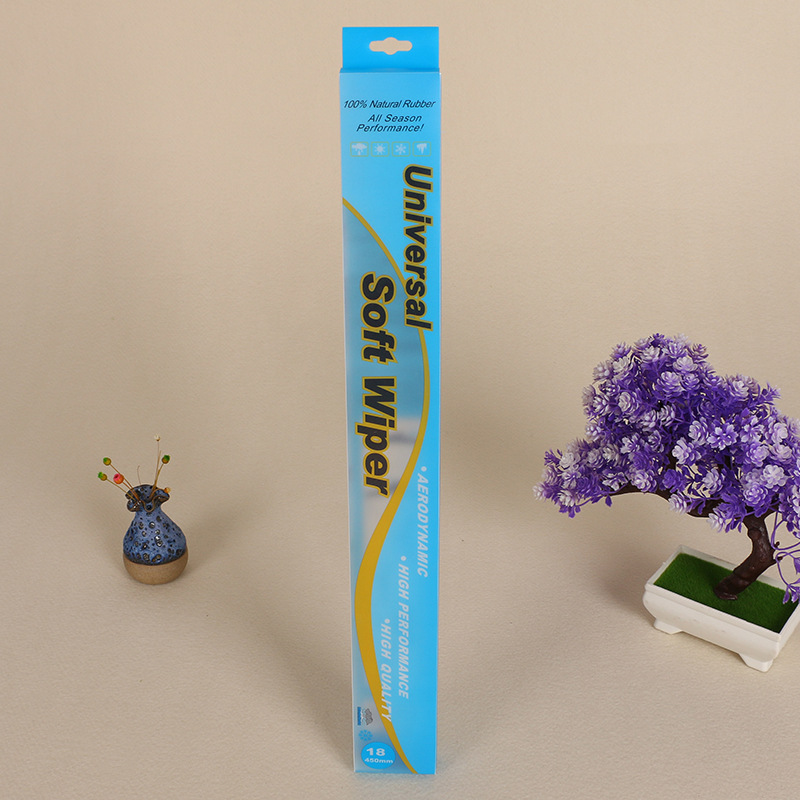 100% Natural Rubber
All Season
Performance!
Universal
Soft Wiper
• AERODYNAMIC
• HIGH PERFORMANCE
• HIGH QUALITY
18
450mm